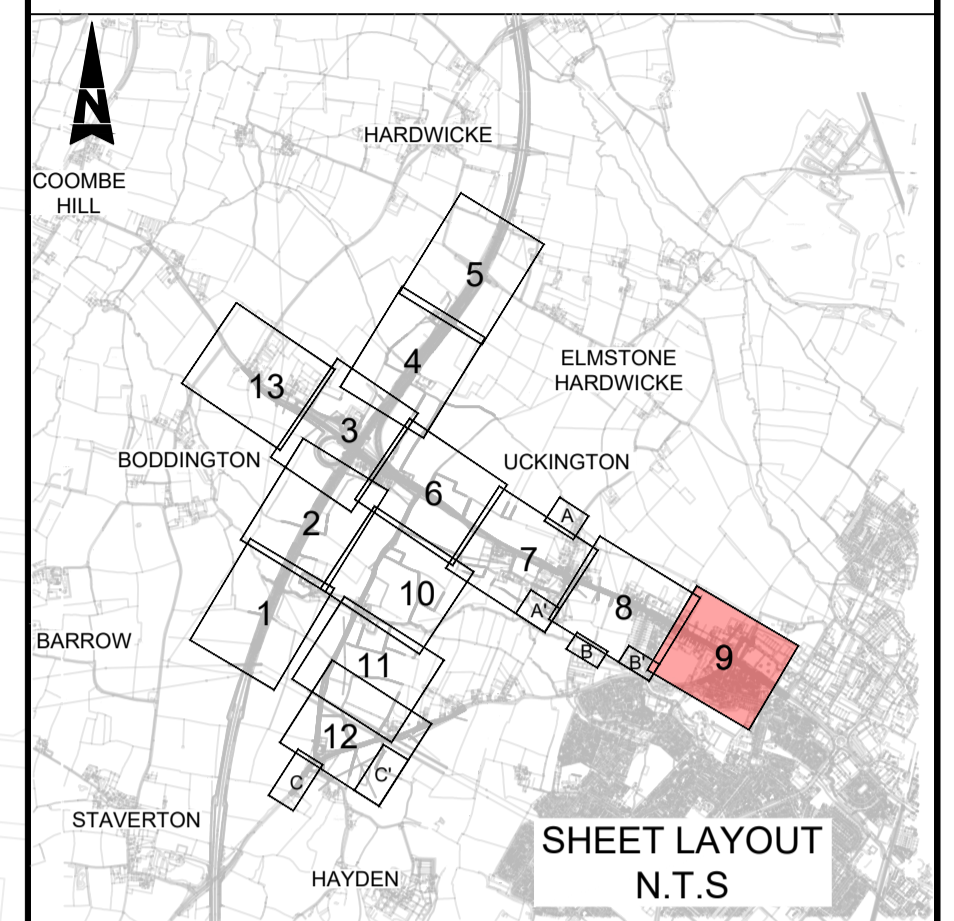 N
HARDWICKE
COOMBE
HILL
5
ELMSTONE
HARDWICKE
4
13
3
BODDINGTON
UCKINGTON
6
A
2
7
10
A'
8
1
BARROW
B
B'
9
11
12
C'
C
STAVERTON
SHEET LAYOUT
N.T.S
HAYDEN